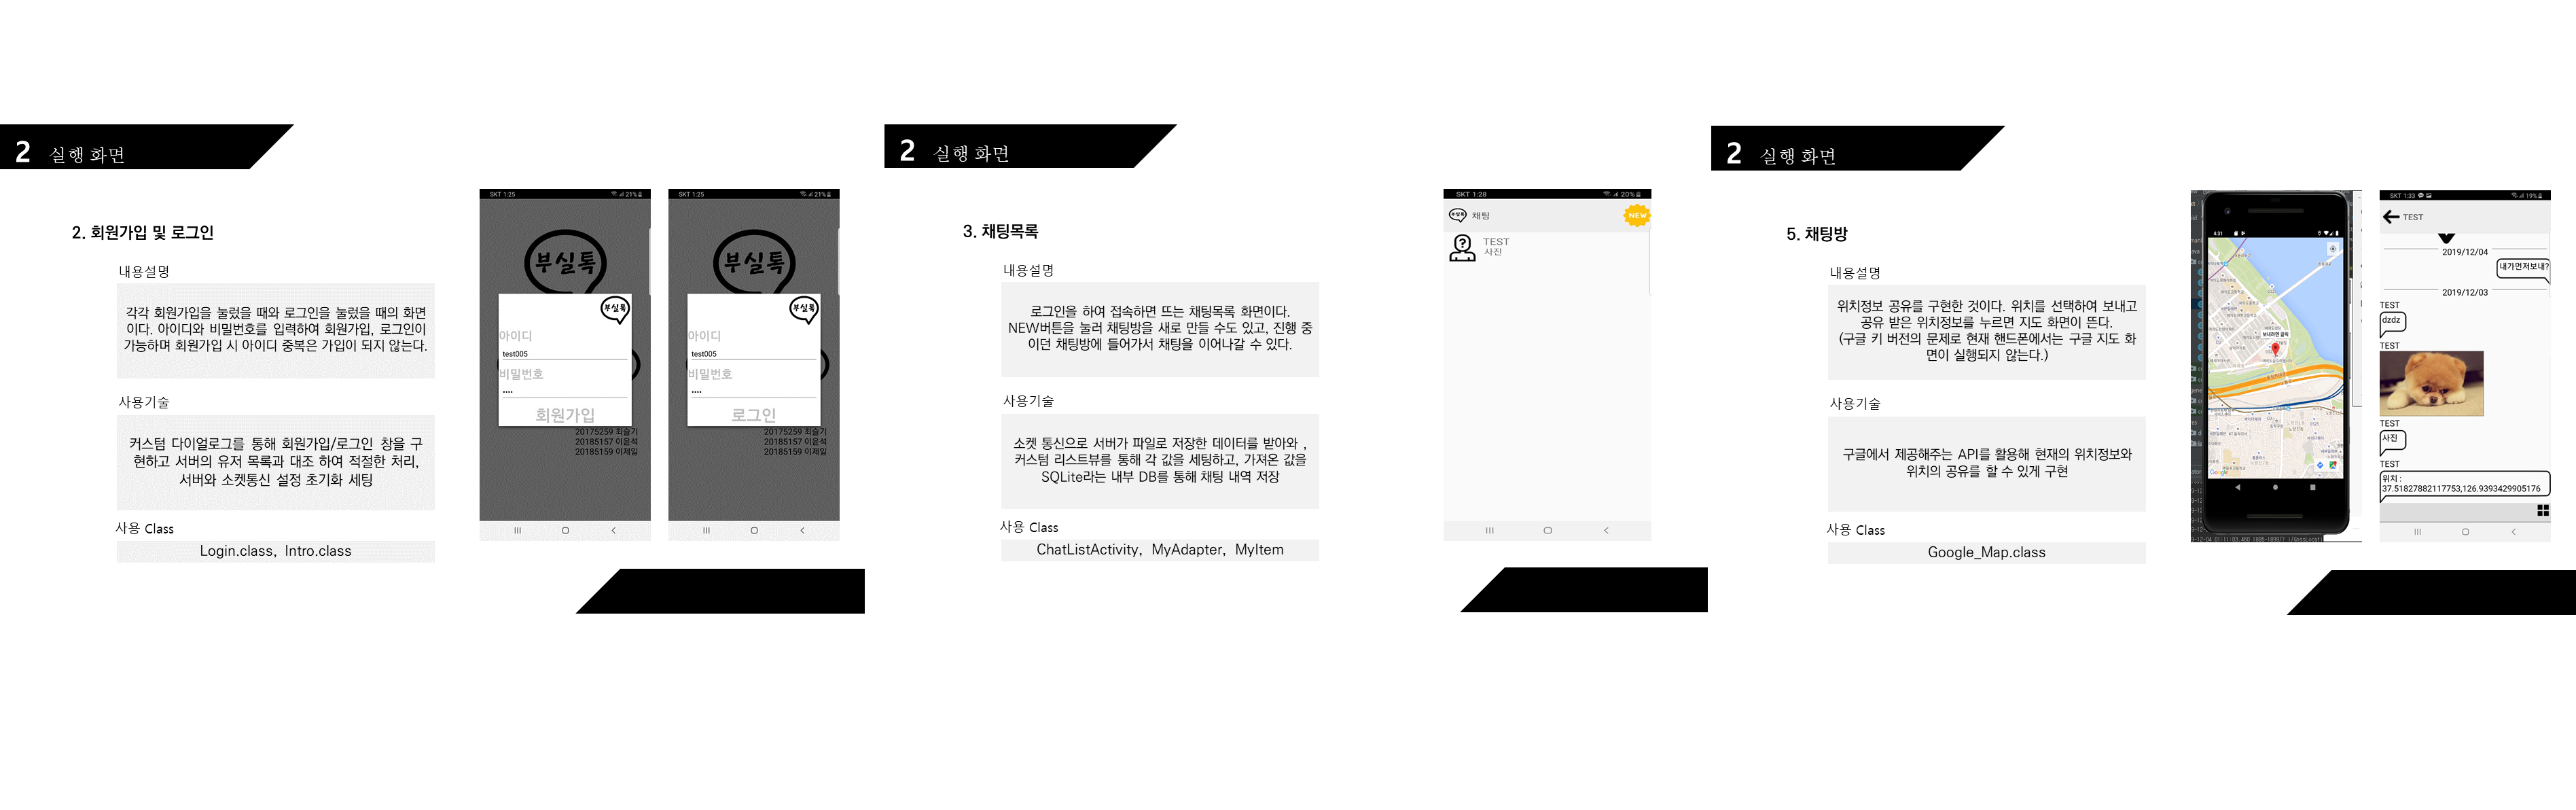 2 실행 화면
2. 회원가입 및 로그인
내용설명
각각 회원가입을 눌렀을 때와 로그인을 눌렀을 때의 화면
이다. 아이디와 비밀번호를 입력하여 회원가입, 로그인이
가능하며 회원가입 시 아이디 중복은 가입이 되지 않는다.
사용기술
커스텀 다이얼로그를 통해 회원가입/로그인 창을 구
현하고 서버의 유저 목록과 대조 하여 적절한 처리,
서버와 소켓통신 설정 초기화 세팅
사용 Class
Login.class, Intro.class
SKT 1:25
21%
부실톡
부실톡
아이디
test005
비밀번호
••••
회원가입
20175259 최슬기
20185157 이윤석
20185159 이제일
SKT 1:25
21%
부실톡
부실톡
아이디
test005
비밀번호
••••
로그인
20175259 최슬기
20185157 이윤석
20185159 이제일
2 실행 화면
3. 채팅목록
내용설명
로그인을 하여 접속하면 뜨는 채팅목록 화면이다.
NEW버튼을 눌러 채팅방을 새로 만들 수도 있고, 진행 중
이던 채팅방에 들어가서 채팅을 이어나갈 수 있다.
사용기술
소켓 통신으로 서버가 파일로 저장한 데이터를 받아와 ,
커스텀 리스트뷰를 통해 각 값을 세팅하고, 가져온 값을
SQLite라는 내부 DB를 통해 채팅 내역 저장
사용 Class
ChatListActivity, MyAdapter, MyItem
SKT 1:28
20%
부실톡 채팅
NEW
TEST
사진
2 실행 화면
5. 채팅방
내용설명
위치정보 공유를 구현한 것이다. 위치를 선택하여 보내고
공유 받은 위치정보를 누르면 지도 화면이 뜬다.
(구글 키 버전의 문제로 현재 핸드폰에서는 구글 지도 화
면이 실행되지 않는다.)
사용기술
구글에서 제공해주는 API를 활용해 현재의 위치정보와
위치의 공유를 할 수 있게 구현
사용 Class
Google_Map.class
4:31
보내려면 클릭
Google
SKT 1:33
19%
TEST
2019/12/04
내가먼저보내?
2019/12/03
TEST
dzdz
TEST
TEST
사진
TEST
위치 :
37.51827882117753,126.9393429905176